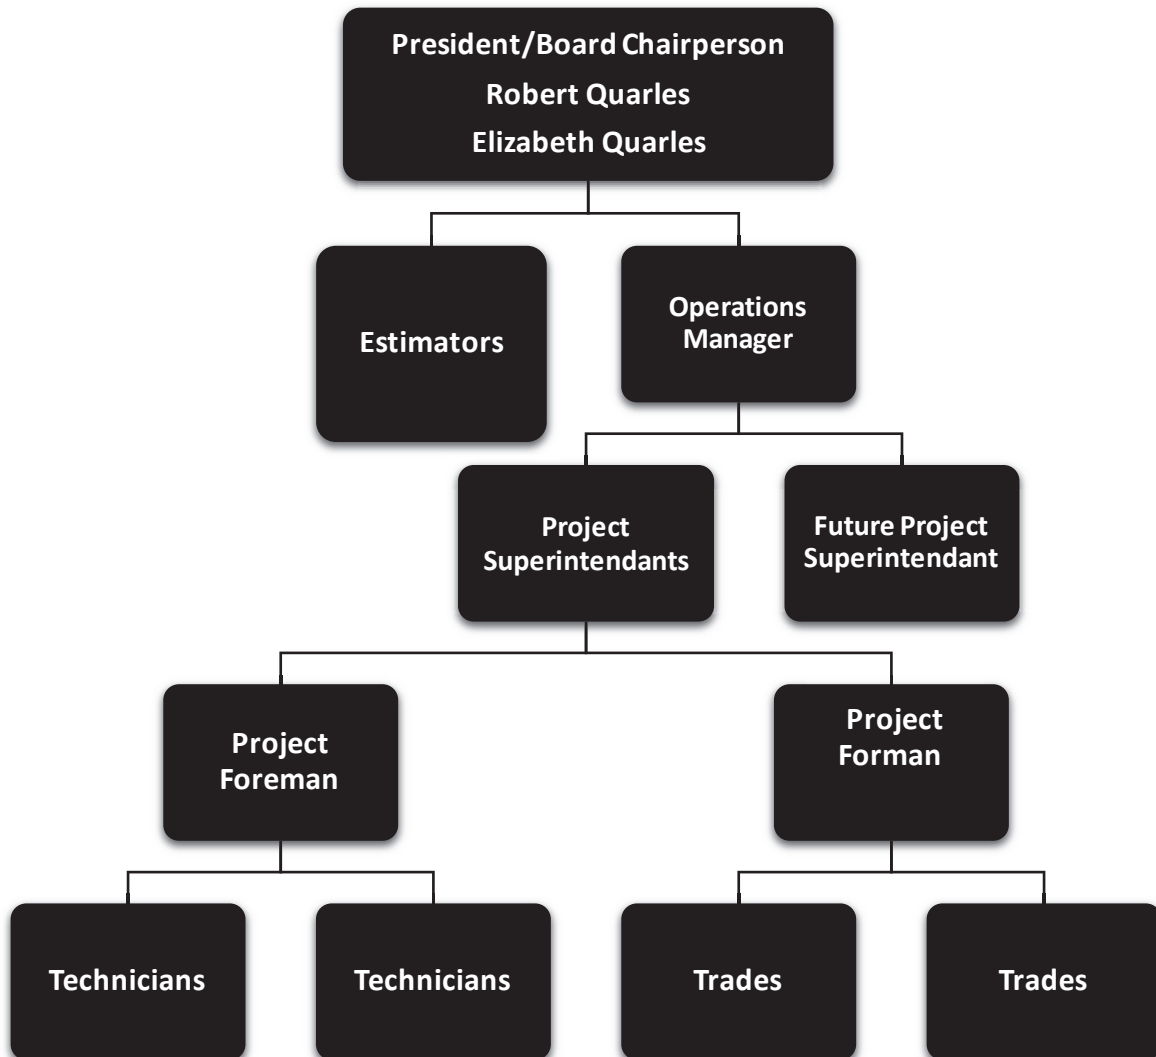 President/Board Chairperson
Robert Quarles
Elizabeth Quarles
Estimators
Operations
Manager
Project
Superintendants
Future Project
Superintendant
Project
Foreman
Project
Forman
Technicians
Technicians
Trades
Trades